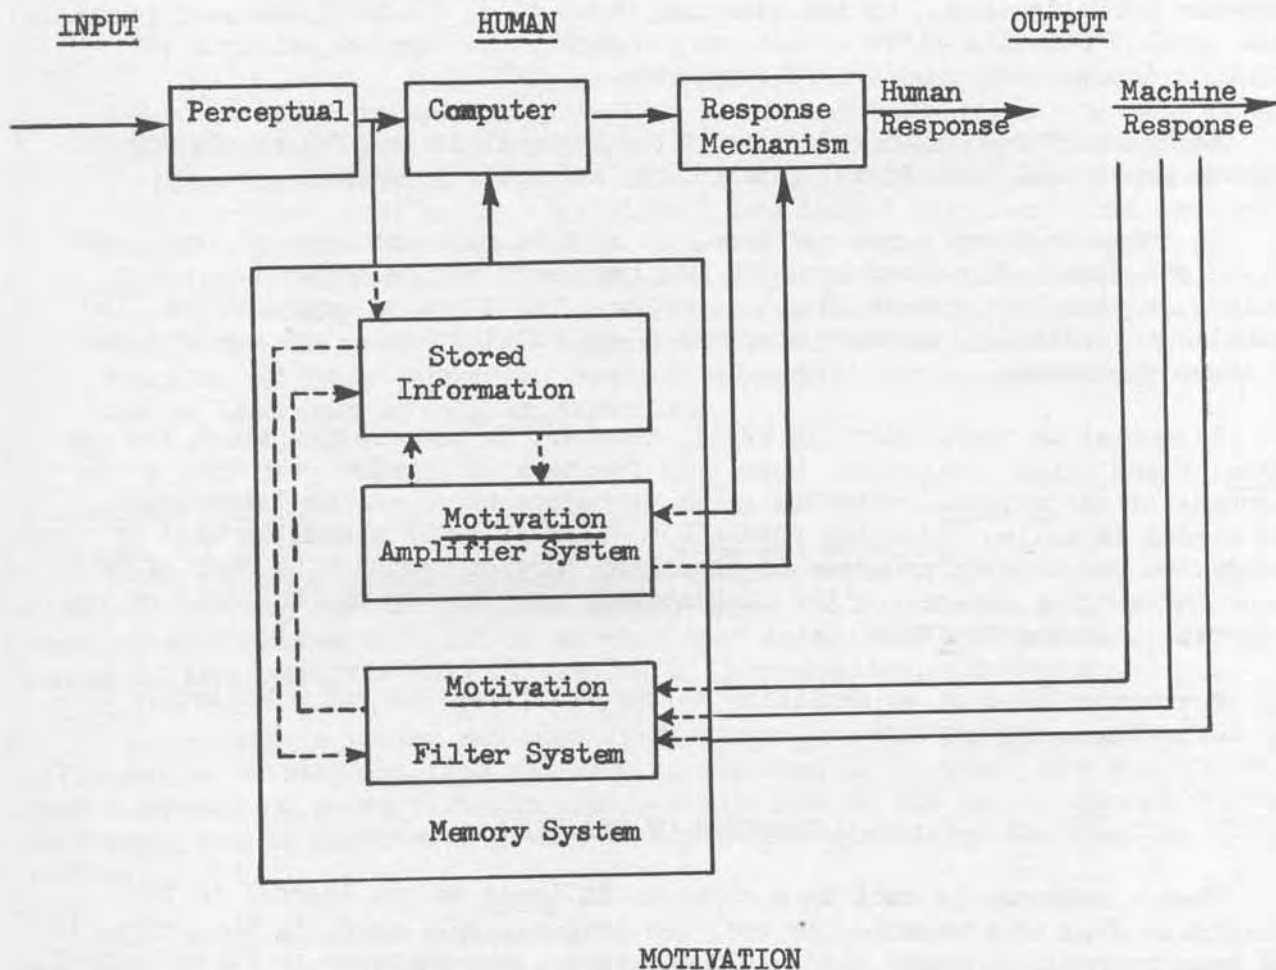 INPUT
HUMAN
OUTPUT
Perceptual
Computer
Response
Mechanism
Human
Response
Machine
Response
Stored
Information
Motivation
Amplifier System
Motivation
Filter System
Memory System
MOTIVATION